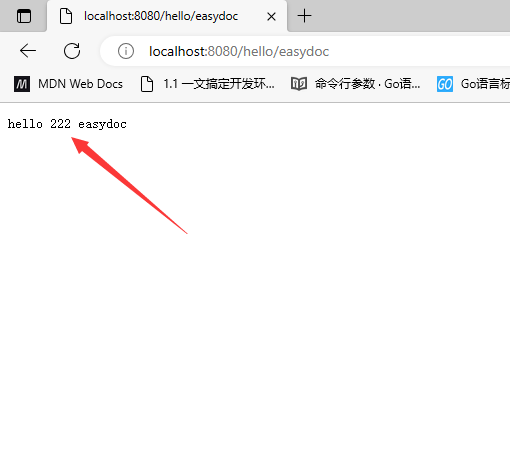 localhost:8080/hello/easydoc
localhost:8080/hello/easydoc
M MDN Web Docs 1.1 一文搞定开发环... 命令行参数 · Go语... GO Go语言标
hello 222 easydoc